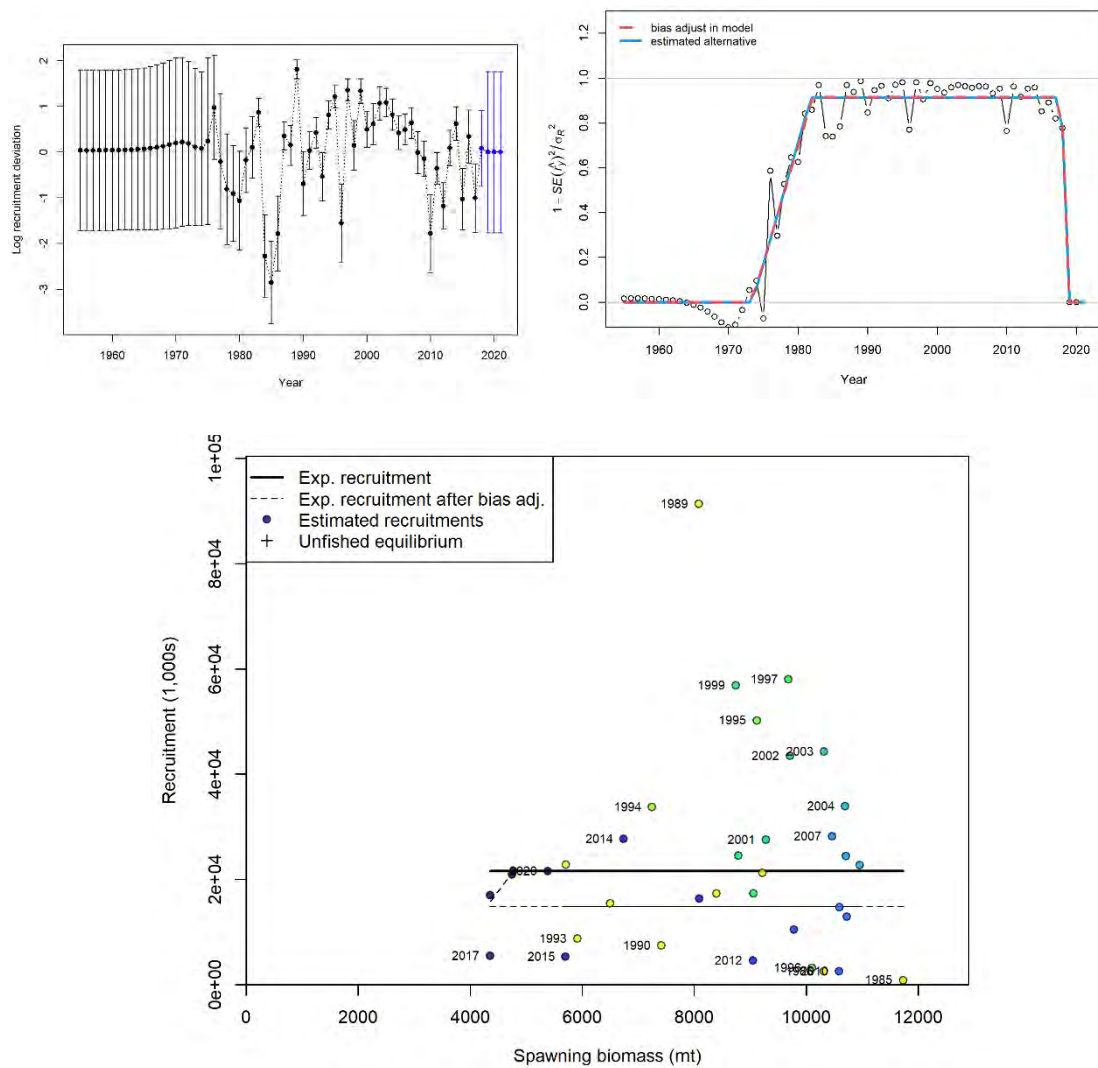 Log recruitment deviation
2
1
0
-1
-2
-3
1960 1970 1980 1990 2000 2010 2020
Year
bias adjust in model
estimated alternative
1.2
1.0
0.8
0.6
0.4
0.2
0.0
1960 1970 1980 1990 2000 2010 2020
Year
Exp. recruitment
Exp. recruitment after bias adj.
Estimated recruitments
Unfished equilibrium
Recruitment (1,000s)
1e+05
8e+04
6e+04
4e+04
2e+04
0e+00
1989
1999
1997
1995
2002
2003
1994
2004
2014
2001
2007
1993
1990
2017
2015
2012
1996
1985
0 2000 4000 6000 8000 10000 12000
Spawning biomass (mt)